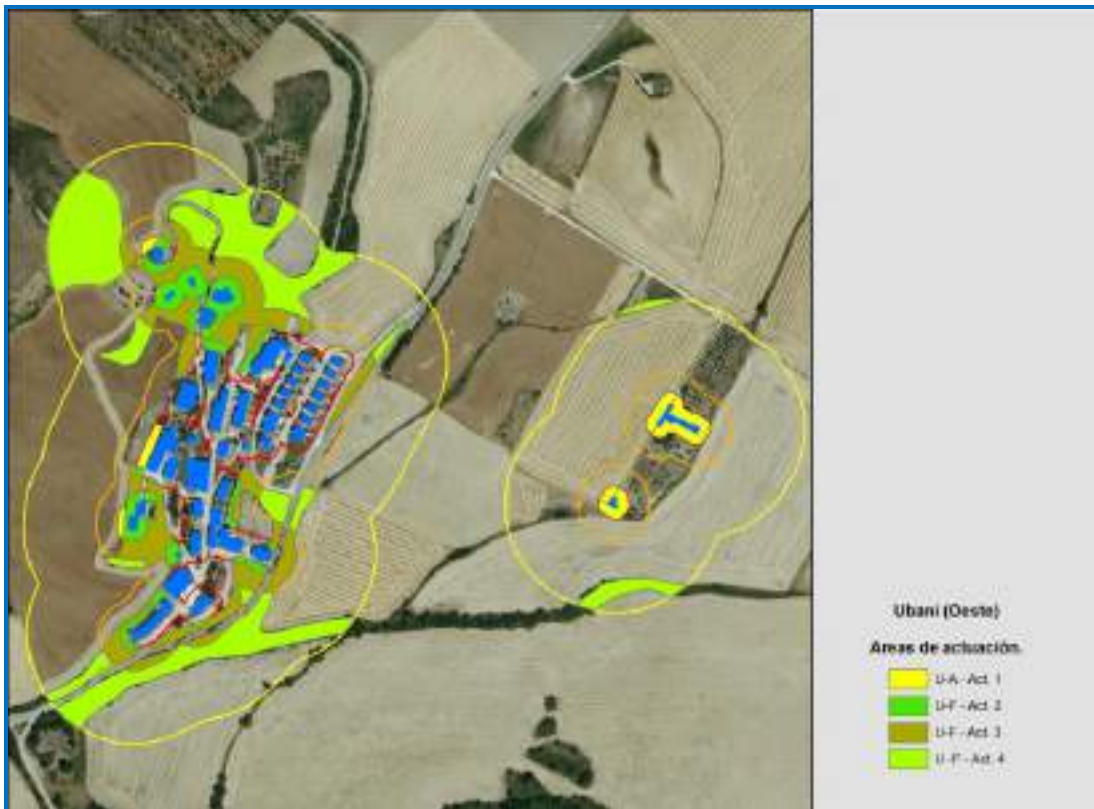 Ubani (Oeste)
Areas de actuación.
U-A - Act. 1
U-F - Act. 2
U-F - Act. 3
U-F - Act. 4